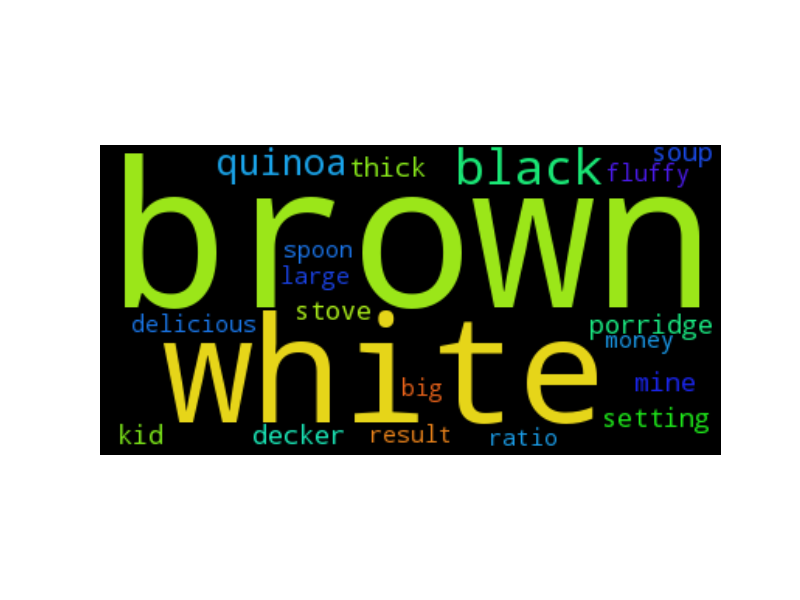 quinoa thick black soup
fluffy
brown
spoon
large
stove
delicious porridge
white money
big mine
setting
kid decker result ratio